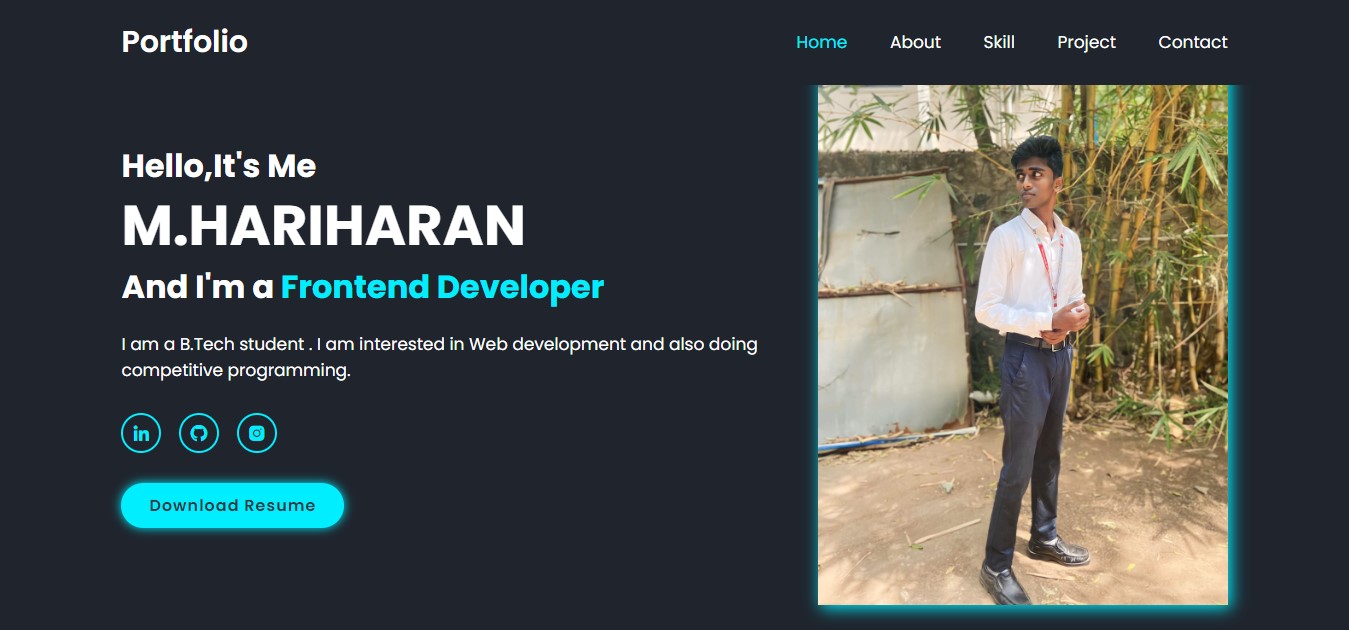 Portfolio
Home About Skill Project Contact
Hello,It's Me
M.HARIHARAN
And I'm a Frontend Developer
I am a B.Tech student . I am interested in Web development and also doing
competitive programming.
in
Download Resume